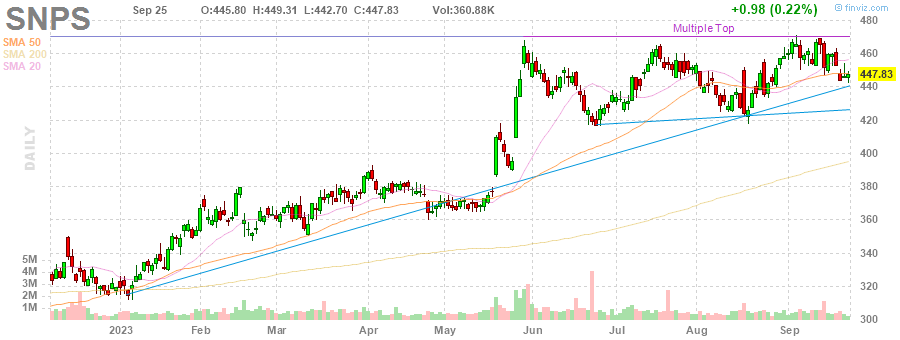 SNPS
Sep 25 O:445.80 H:449.31 L:442.70 C:447.83 Vol:360.88K +0.98 (0.22%) © finviz.com
Multiple Top
SMA 50
SMA 200
SMA 20
DAILY
480
460
447.83
440
420
400
380
360
340
320
300
5M
4M
3M
2M
1M
2023 Feb Mar Apr May Jun Jul Aug Sep